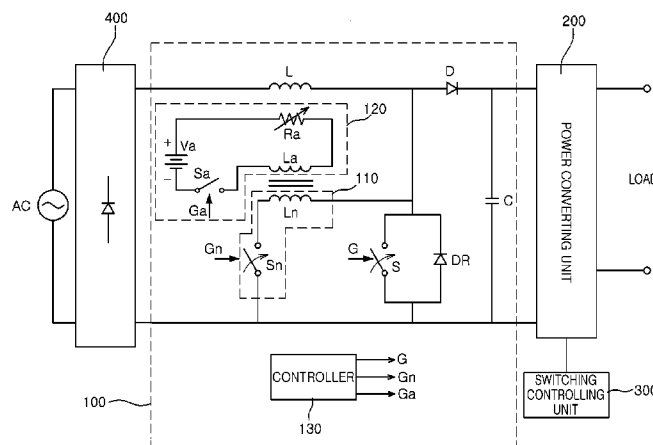 400
200
L
D
120
Ra
+
Va
−
La
Sa
110
Ga
AC
Ln
C
POWER CONVERTING UNIT
LOAD
Gn
Sn
G
S
DR
CONTROLLER
G
Gn
Ga
100
130
SWITCHING
CONTROLLING
UNIT
300